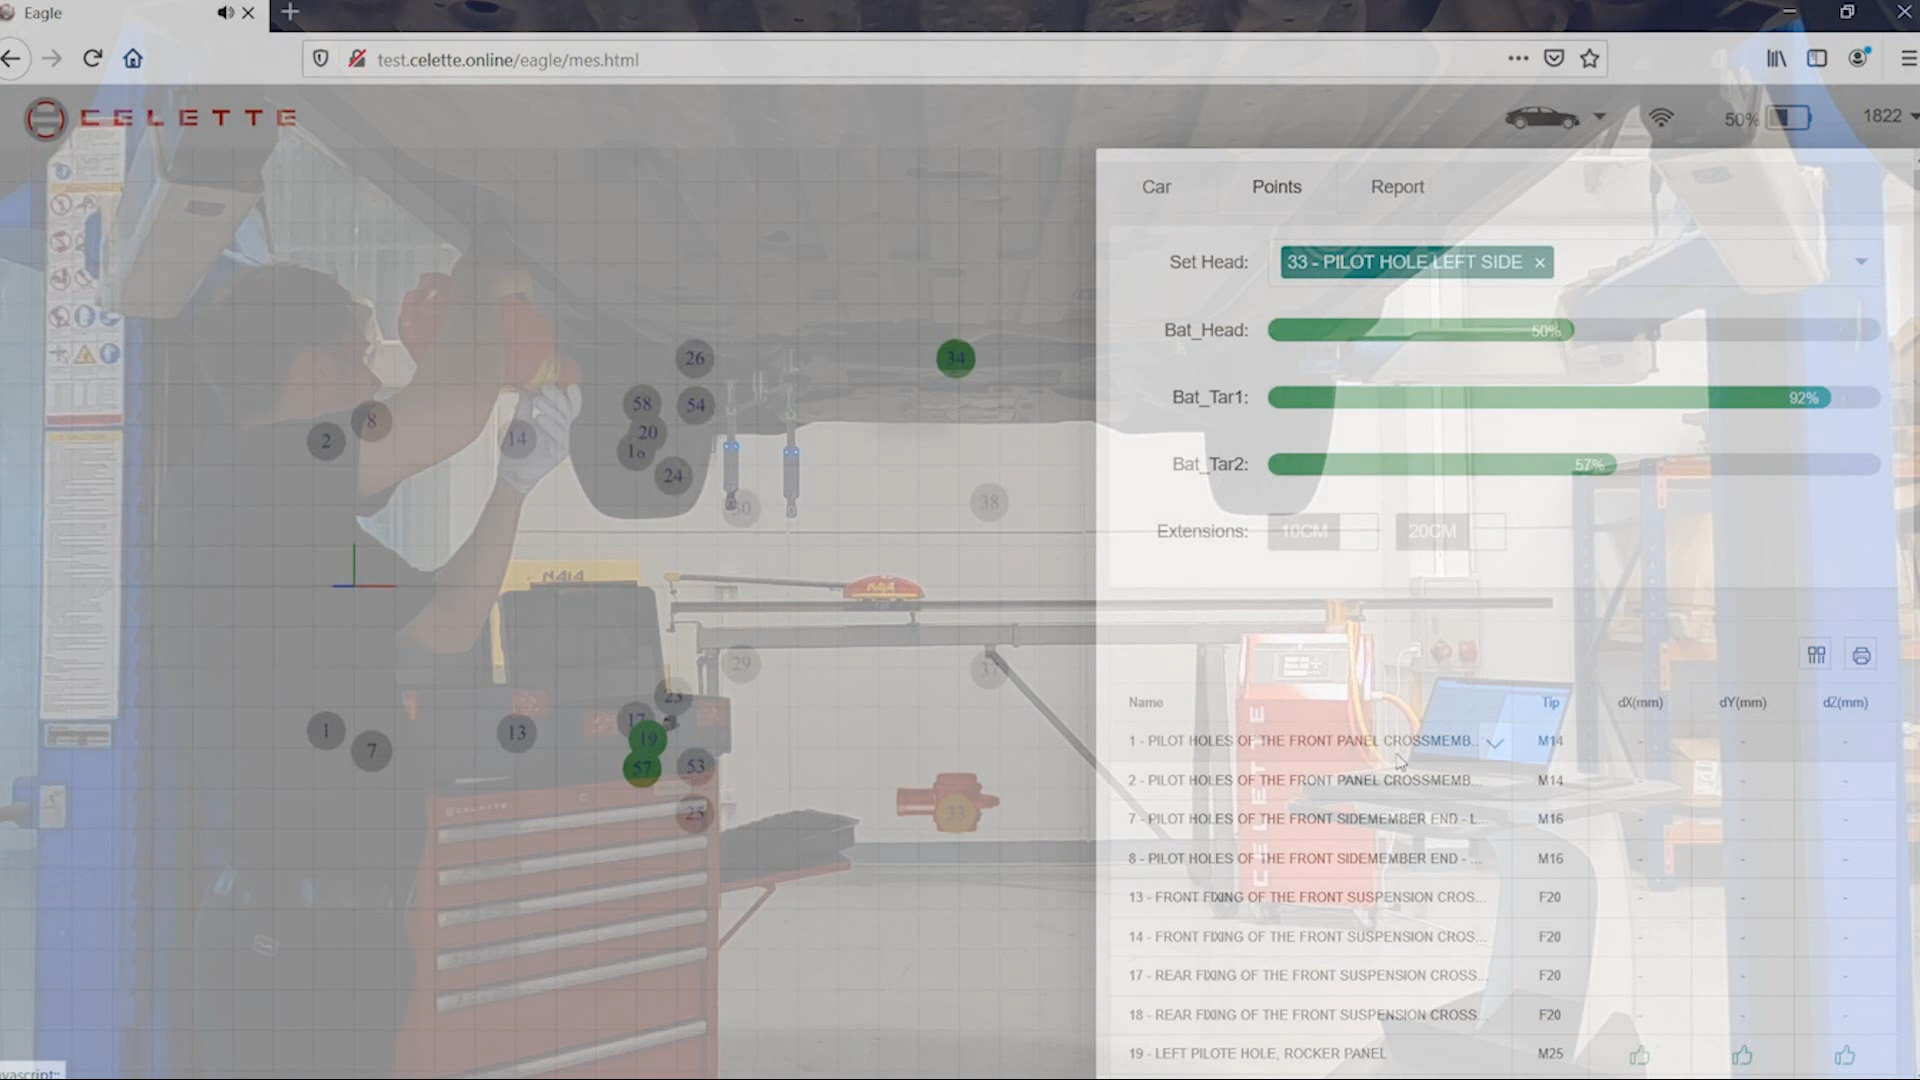 Eagle
test.celette.online/eagle/mes.html
CELETTE
50%
1822
Car
Points
Report
Set Head:
33 - PILOT HOLE LEFT SIDE ×
Bat_Head:
50%
Bat_Tar1:
92%
Bat_Tar2:
57%
Extensions:
10CM
20CM
26
34
58
54
8
2
14
20
24
38
NAJA
NAJA
29
37
23
1
7
13
17
19
57
53
25
33
CELETTE
CELETTE
Name
Tip
dX(mm)
dY(mm)
dZ(mm)
1 - PILOT HOLES OF THE FRONT PANEL CROSSMEMB...
M14
-
-
-
2 - PILOT HOLES OF THE FRONT PANEL CROSSMEMB...
M14
-
-
-
7 - PILOT HOLES OF THE FRONT SIDEMEMBER END - L...
M16
-
-
-
8 - PILOT HOLES OF THE FRONT SIDEMEMBER END - ...
M16
-
-
-
13 - FRONT FIXING OF THE FRONT SUSPENSION CROS...
F20
-
-
-
14 - FRONT FIXING OF THE FRONT SUSPENSION CROS...
F20
-
-
-
17 - REAR FIXING OF THE FRONT SUSPENSION CROSS...
F20
-
-
-
18 - REAR FIXING OF THE FRONT SUSPENSION CROSS...
F20
-
-
-
19 - LEFT PILOTE HOLE, ROCKER PANEL
M25